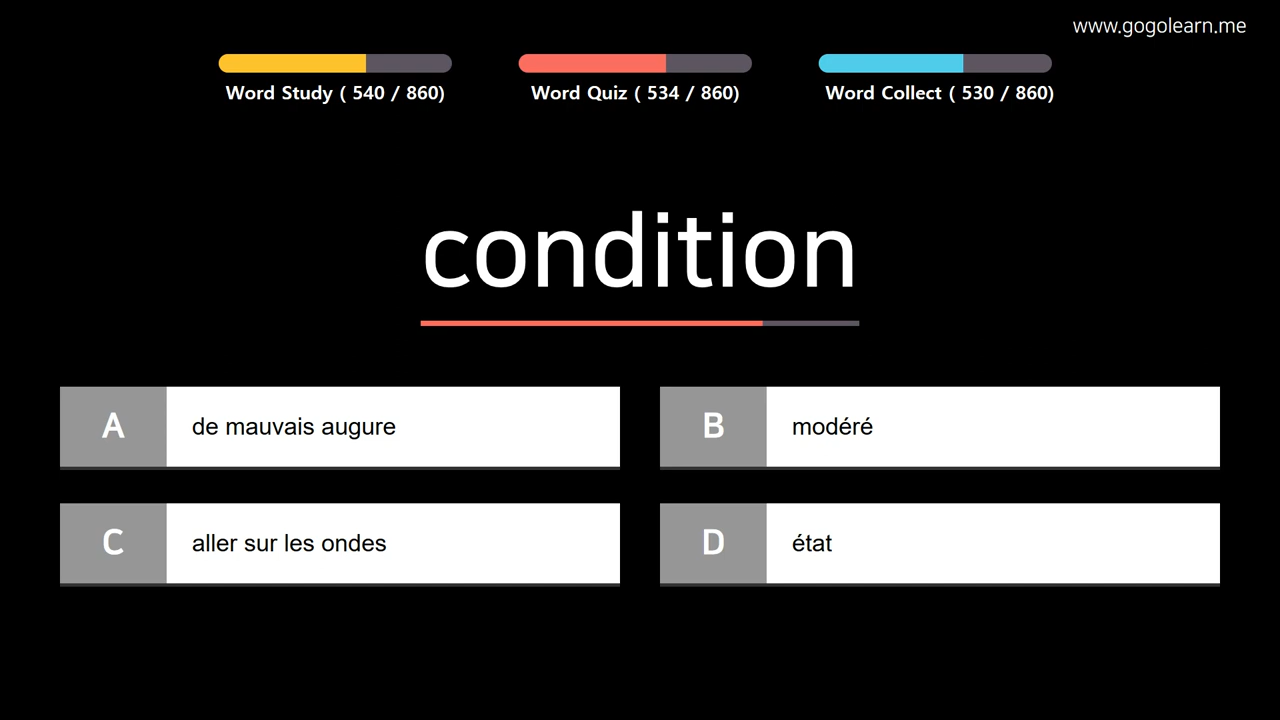 www.gogolearn.me
Word Study ( 540 / 860)
Word Quiz ( 534 / 860)
Word Collect ( 530 / 860)
condition
A de mauvais augure
B modéré
C aller sur les ondes
D état